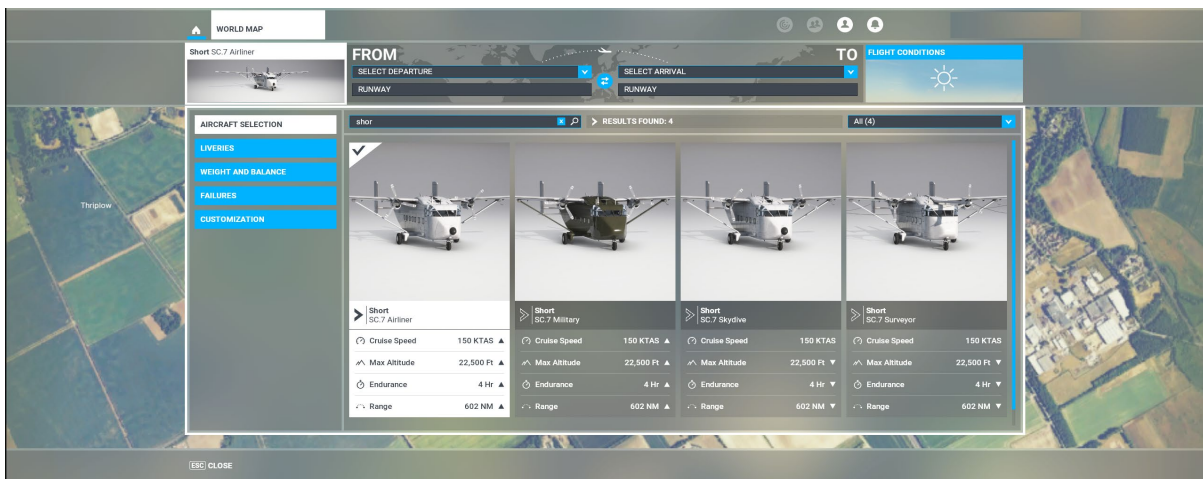 WORLD MAP
Short SC.7 Airliner
FROM
TO
SELECT DEPARTURE
SELECT ARRIVAL
RUNWAY
RUNWAY
FLIGHT CONDITIONS
Thriplow
AIRCRAFT SELECTION
LIVERIES
WEIGHT AND BALANCE
FAILURES
CUSTOMIZATION
shor
RESULTS FOUND: 4
All (4)
Short
SC.7 Airliner
Cruise Speed 150 KTAS
Max Altitude 22,500 Ft
Endurance 4 Hr
Range 602 NM
Short
SC.7 Military
Cruise Speed 150 KTAS
Max Altitude 22,500 Ft
Endurance 4 Hr
Range 602 NM
Short
SC.7 Skydive
Cruise Speed 150 KTAS
Max Altitude 22,500 Ft
Endurance 4 Hr
Range 602 NM
Short
SC.7 Surveyor
Cruise Speed 150 KTAS
Max Altitude 22,500 Ft
Endurance 4 Hr
Range 602 NM
ESC CLOSE